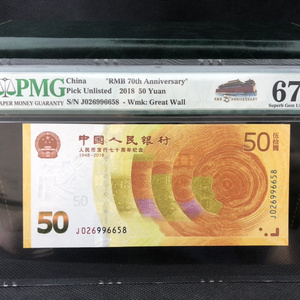 PMG
PAPER MONEY GUARANTY
China "RMB 70th Anniversary"
Pick Unlisted 2018 50 Yuan
S/N J026996658 - Wmk: Great Wall
67
Superb Gem U
中国人民银行
人民币发行七十周年纪念
1948-2018
50
伍拾圆
50
50
J026996658
J026996658